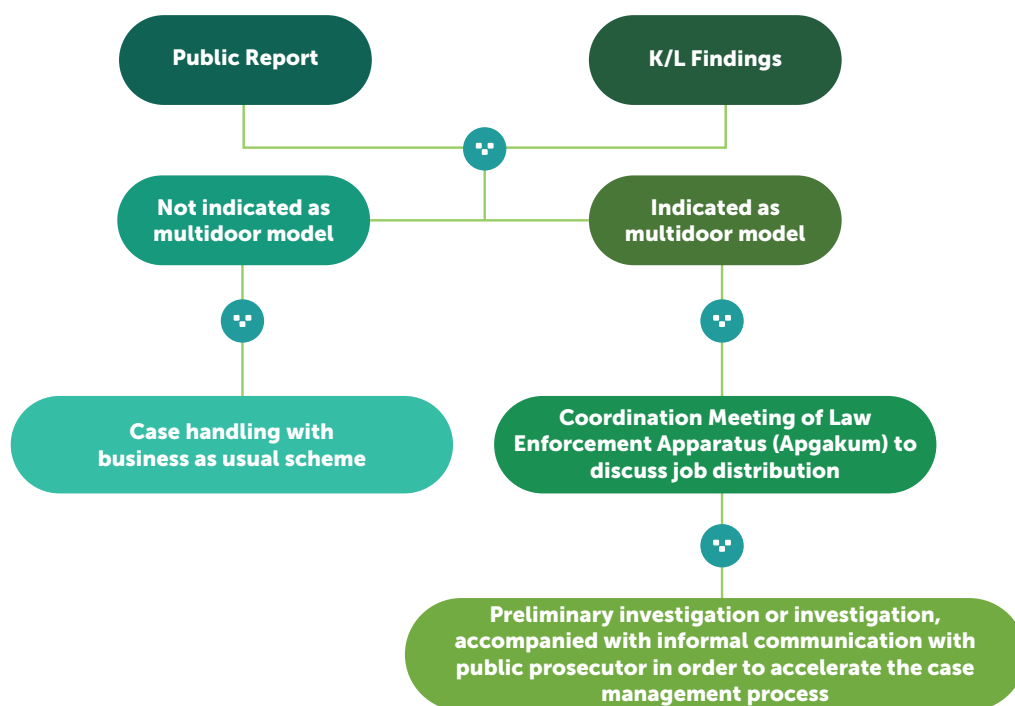 Public Report
K/L Findings
Not indicated as
multidoor model
Indicated as
multidoor model
Case handling with
business as usual scheme
Coordination Meeting of Law
Enforcement Apparatus (Apgakum) to
discuss job distribution
Preliminary investigation or investigation,
accompanied with informal communication with
public prosecutor in order to accelerate the case
management process